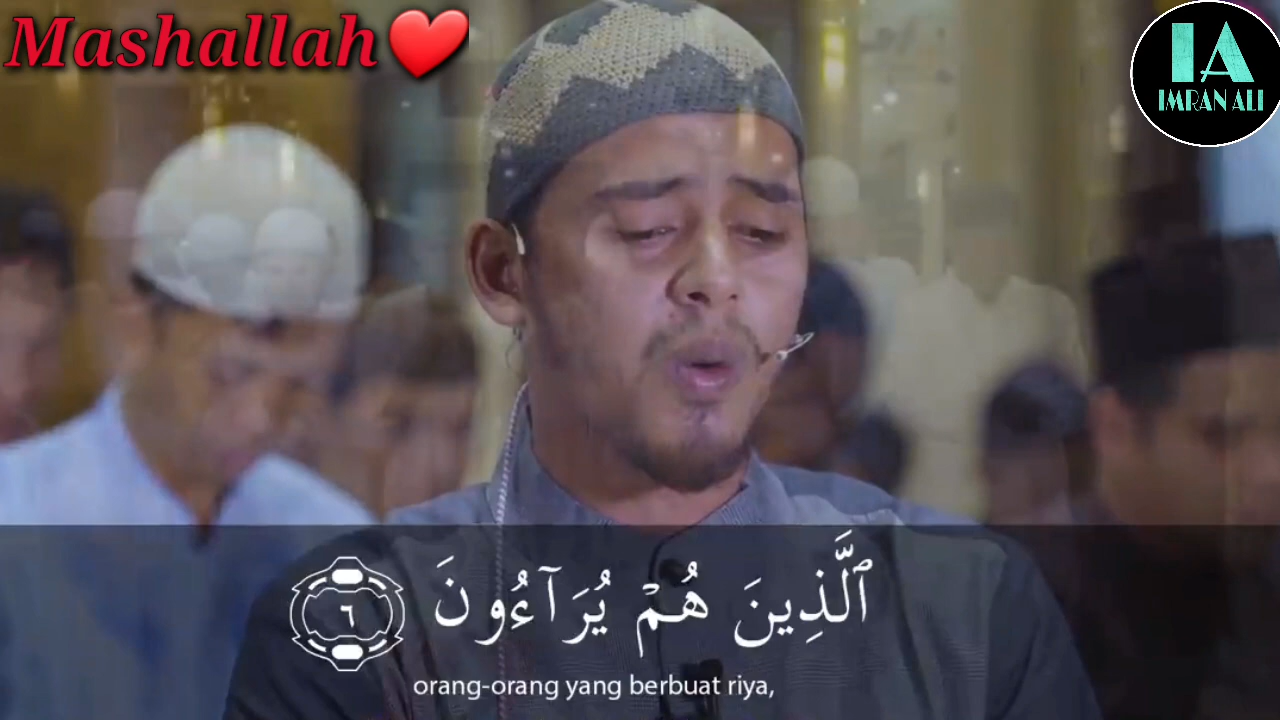 Mashallah❤️
IA
IMRAN ALI
ٱلَّذِينَ هُمْ يُرَآءُونَ ٦
orang-orang yang berbuat riya,